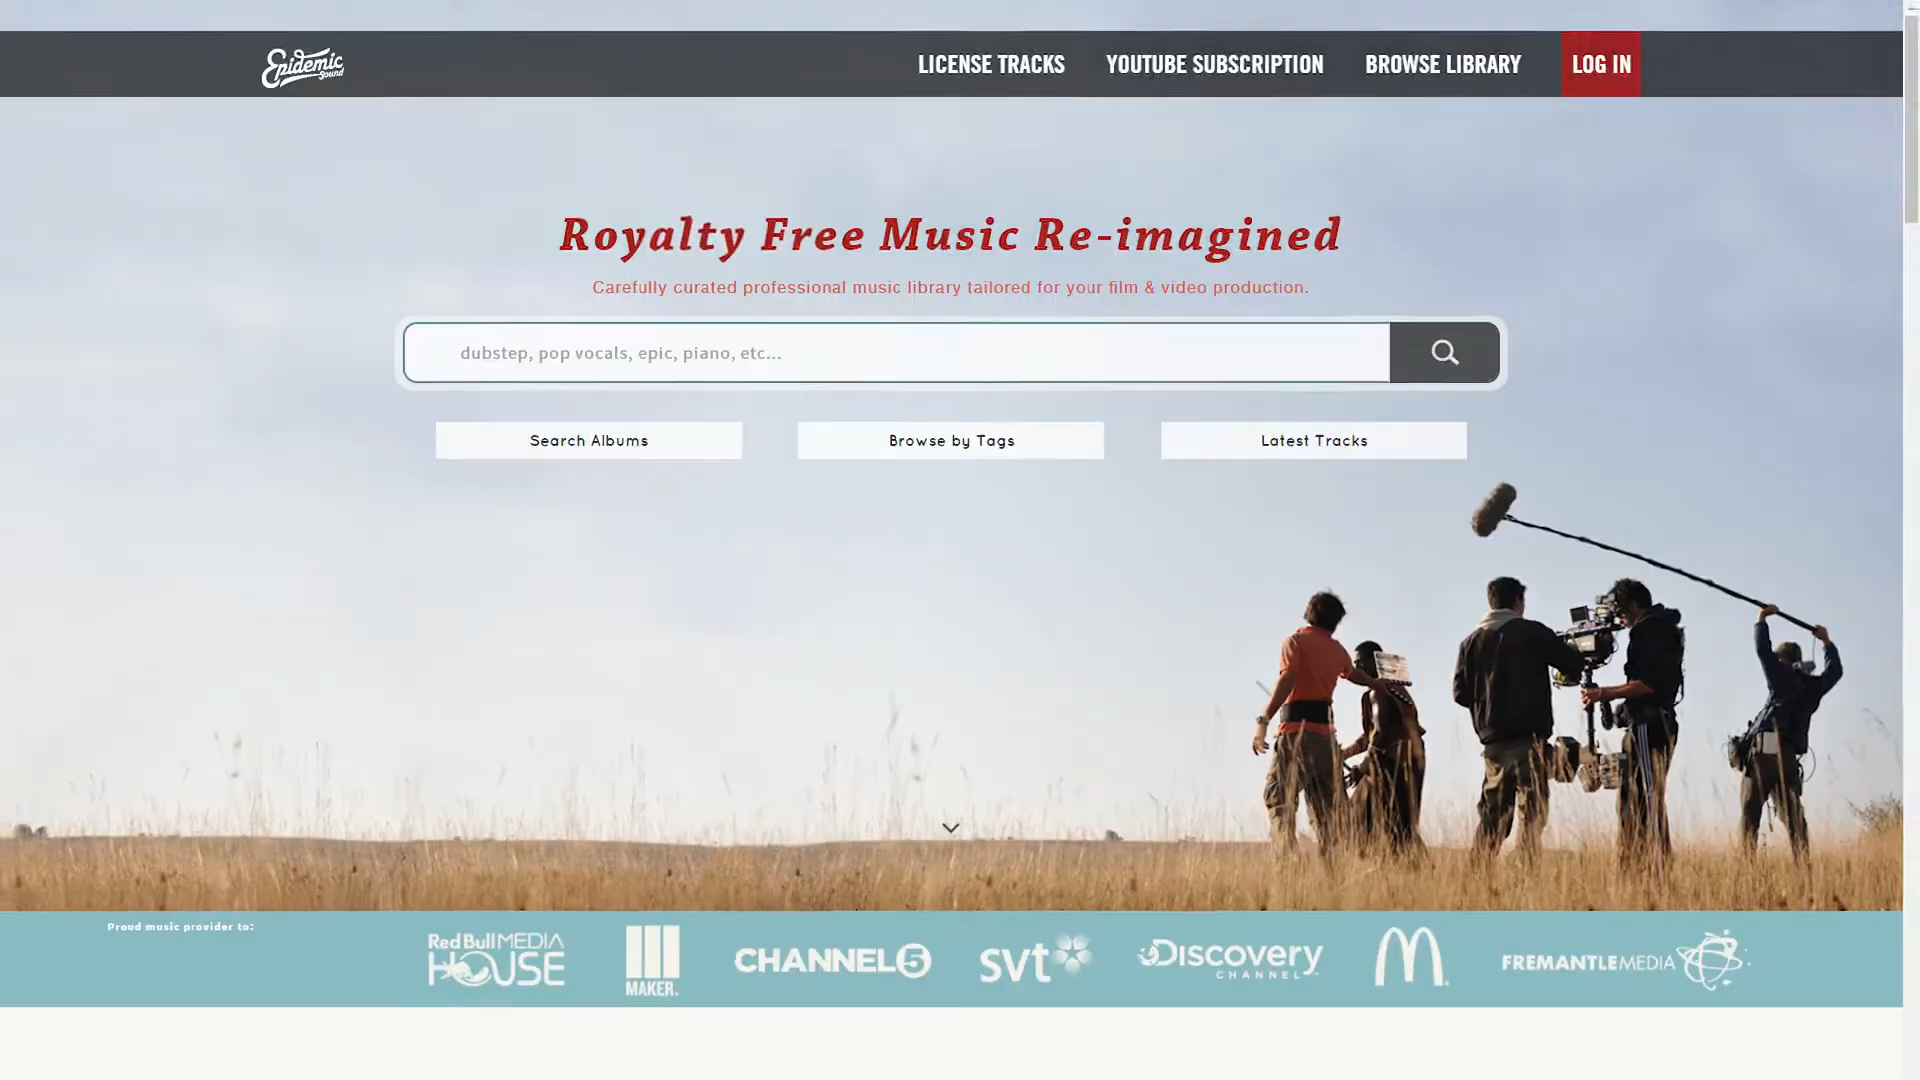 Epidemic Sound
LICENSE TRACKS YOUTUBE SUBSCRIPTION BROWSE LIBRARY LOG IN
Royalty Free Music Re-imagined
Carefully curated professional music library tailored for your film & video production.
dubstep, pop vocals, epic, piano, etc...
Search Albums Browse by Tags Latest Tracks
Proud music provider to:
Red Bull MEDIA HOUSE
MAKER.
CHANNEL 5
svt
Discovery CHANNEL
M
FREMANTLEMEDIA